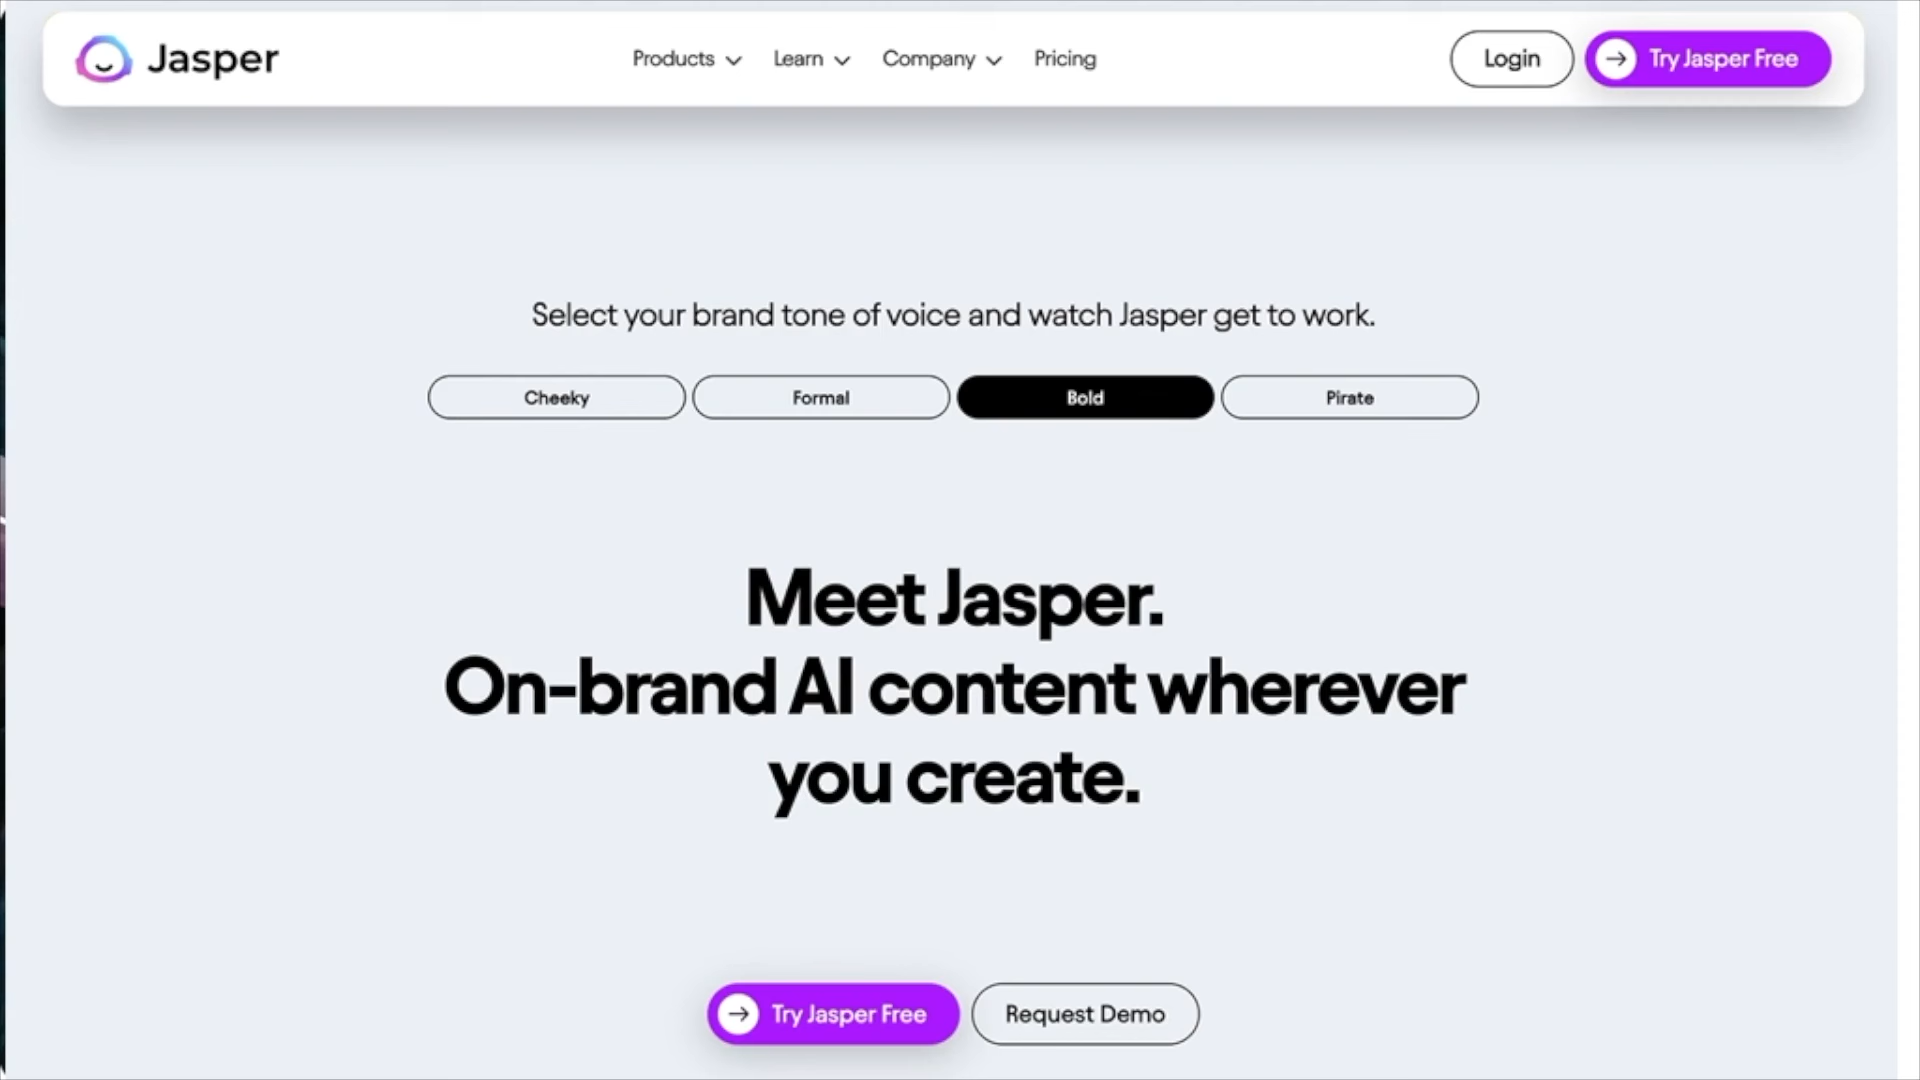 Jasper
Products
Learn
Company
Pricing
Login
Try Jasper Free
Select your brand tone of voice and watch Jasper get to work.
Cheeky
Formal
Bold
Pirate
Meet Jasper.
On-brand AI content wherever
you create.
Try Jasper Free
Request Demo